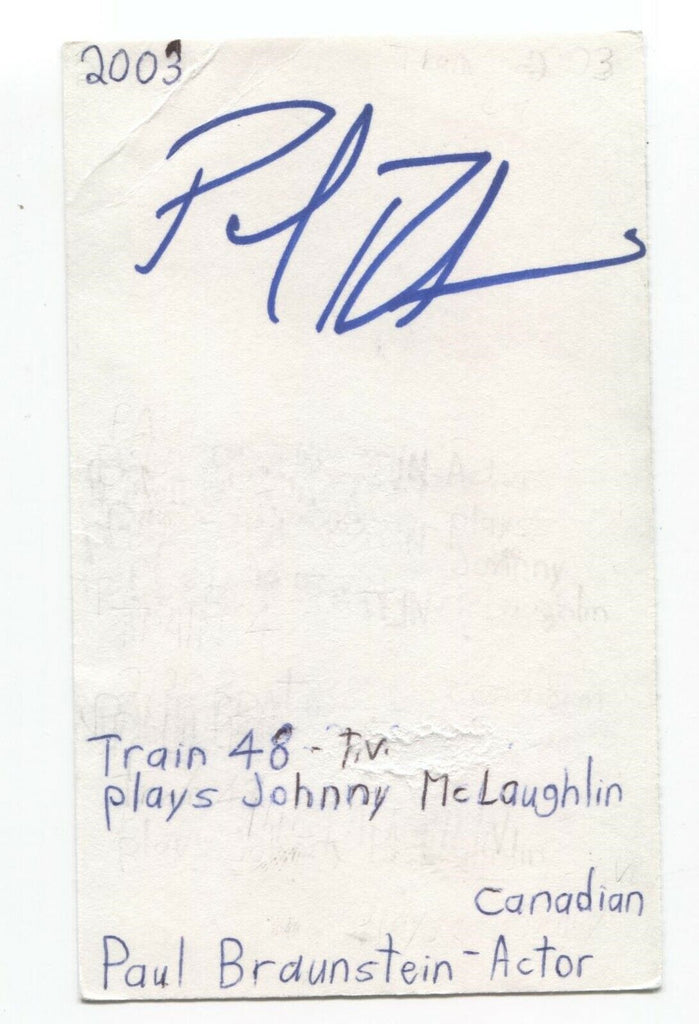 2003
Train 48 - T.V.
plays Johnny McLaughlin
Canadian
Paul Braunstein - Actor